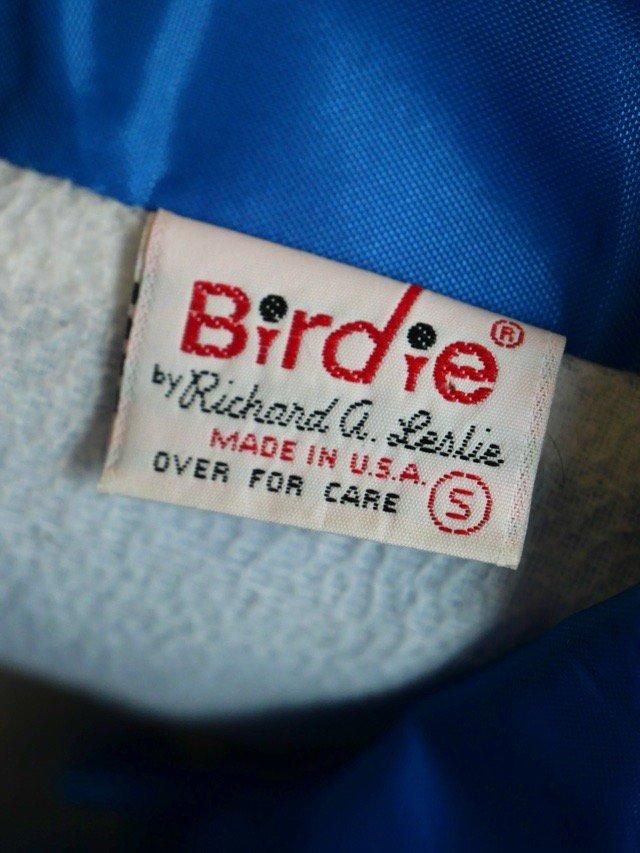 Birdie®
by Richard A. Leslie
MADE IN U.S.A.
OVER FOR CARE S